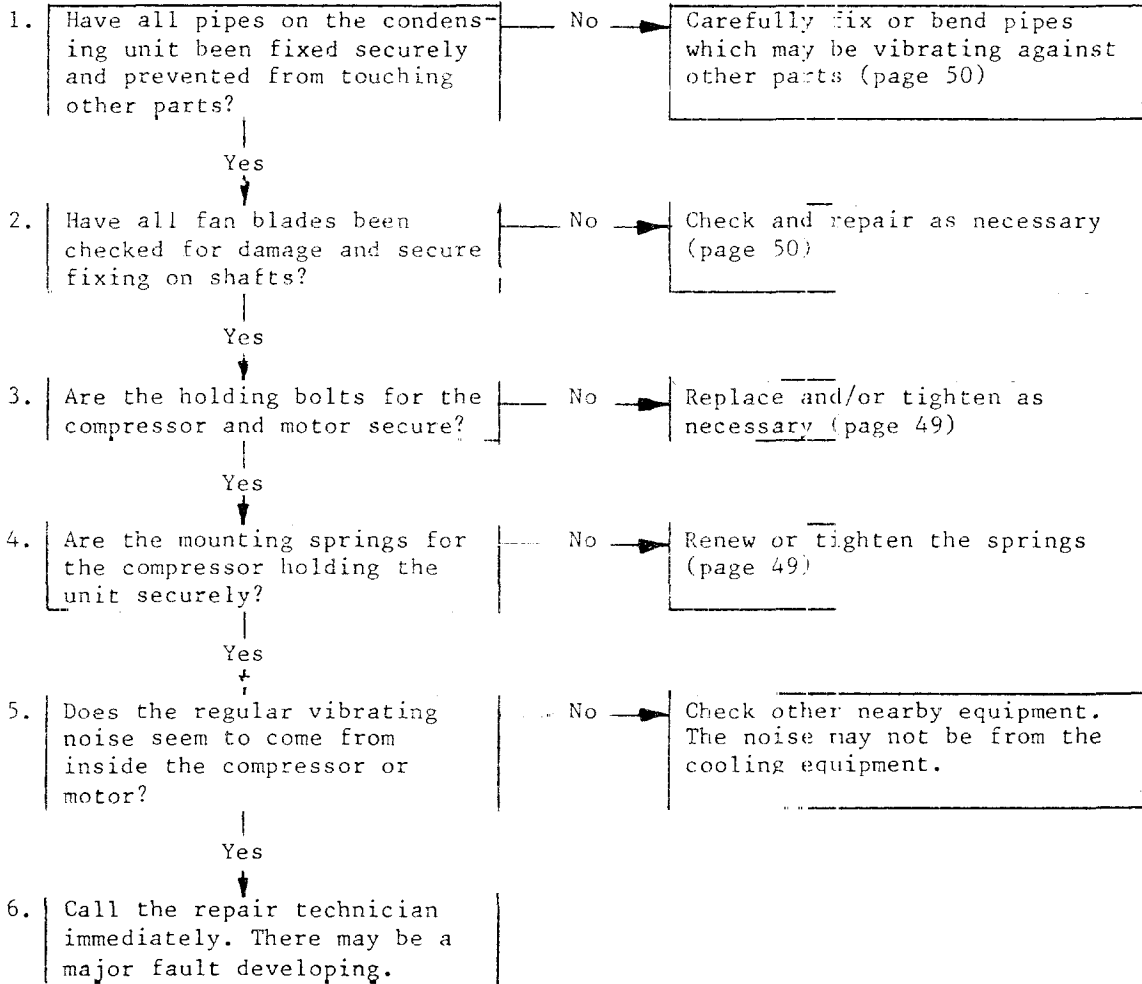 1. Have all pipes on the condens-
ing unit been fixed securely
and prevented from touching
other parts?
No
Carefully fix or bend pipes
which may be vibrating against
other parts (page 50)
Yes
2. Have all fan blades been
checked for damage and secure
fixing on shafts?
No
Check and repair as necessary
(page 50)
Yes
3. Are the holding bolts for the
compressor and motor secure?
No
Replace and/or tighten as
necessary (page 49)
Yes
4. Are the mounting springs for
the compressor holding the
unit securely?
No
Renew or tighten the springs
(page 49)
Yes
5. Does the regular vibrating
noise seem to come from
inside the compressor or
motor?
No
Check other nearby equipment.
The noise may not be from the
cooling equipment.
Yes
6. Call the repair technician
immediately. There may be a
major fault developing.